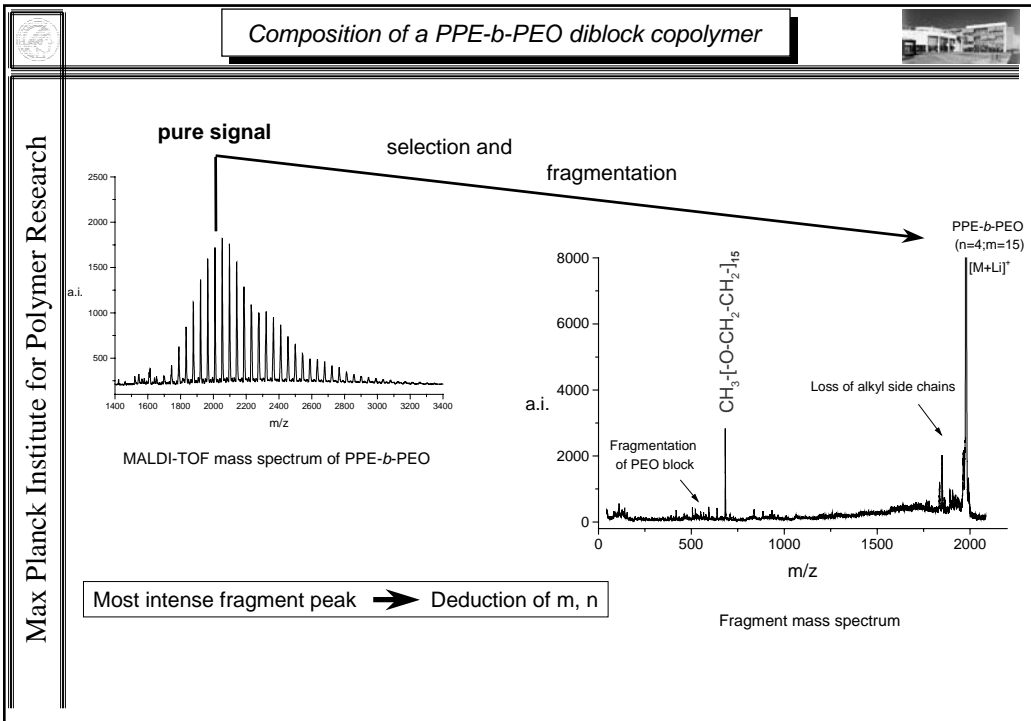 Composition of a PPE-b-PEO diblock copolymer
Max Planck Institute for Polymer Research
pure signal
selection and
fragmentation
2500
2000
1500
1000
500
a.i.
1400 1600 1800 2000 2200 2400 2600 2800 3000 3200 3400
m/z
MALDI-TOF mass spectrum of PPE-b-PEO
PPE-b-PEO
(n=4;m=15)
[M+Li]⁺
8000
6000
4000
2000
0
a.i.
CH₃-[-O-CH₂-CH₂-]₁₅
Loss of alkyl side chains
Fragmentation
of PEO block
0 500 1000 1500 2000
m/z
Fragment mass spectrum
Most intense fragment peak Deduction of m, n